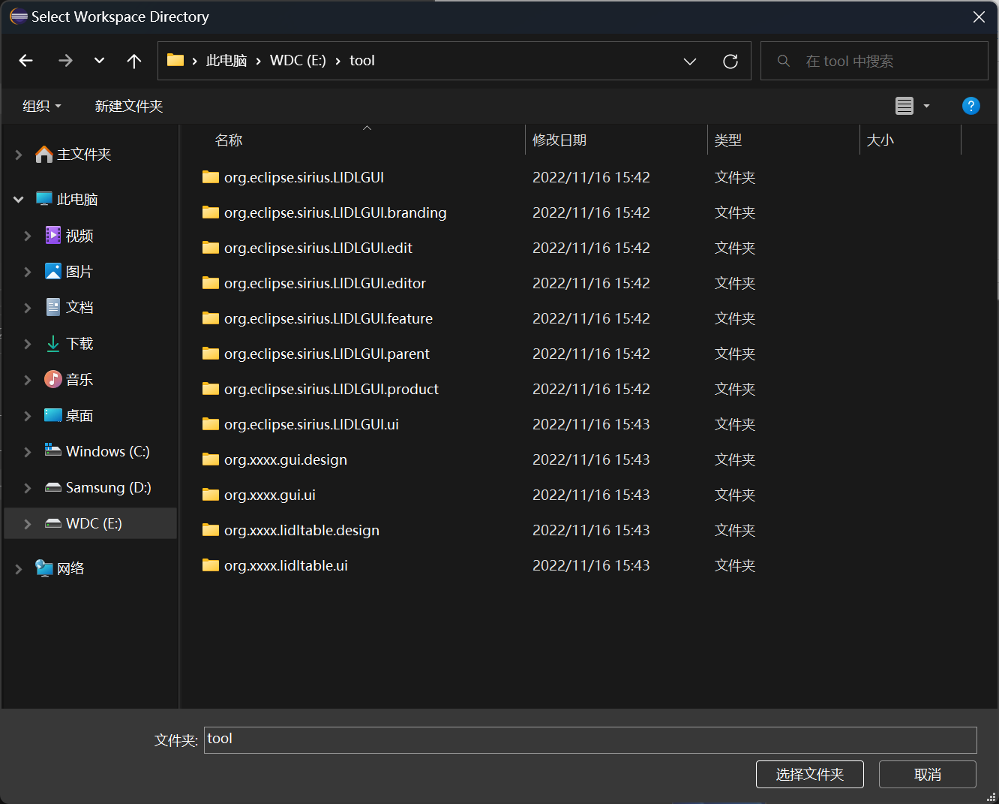 Select Workspace Directory
此电脑 WDC (E:) tool
在 tool 中搜索
组织 新建文件夹
?
名称 修改日期 类型 大小
主文件夹
此电脑
视频
图片
文档
下载
音乐
桌面
Windows (C:)
Samsung (D:)
WDC (E:)
网络
org.eclipse.sirius.LIDLGUI 2022/11/16 15:42 文件夹
org.eclipse.sirius.LIDLGUI.branding 2022/11/16 15:42 文件夹
org.eclipse.sirius.LIDLGUI.edit 2022/11/16 15:42 文件夹
org.eclipse.sirius.LIDLGUI.editor 2022/11/16 15:42 文件夹
org.eclipse.sirius.LIDLGUI.feature 2022/11/16 15:42 文件夹
org.eclipse.sirius.LIDLGUI.parent 2022/11/16 15:42 文件夹
org.eclipse.sirius.LIDLGUI.product 2022/11/16 15:42 文件夹
org.eclipse.sirius.LIDLGUI.ui 2022/11/16 15:43 文件夹
org.xxxx.gui.design 2022/11/16 15:43 文件夹
org.xxxx.gui.ui 2022/11/16 15:43 文件夹
org.xxxx.lidltable.design 2022/11/16 15:43 文件夹
org.xxxx.lidltable.ui 2022/11/16 15:43 文件夹
文件夹: tool
选择文件夹 取消